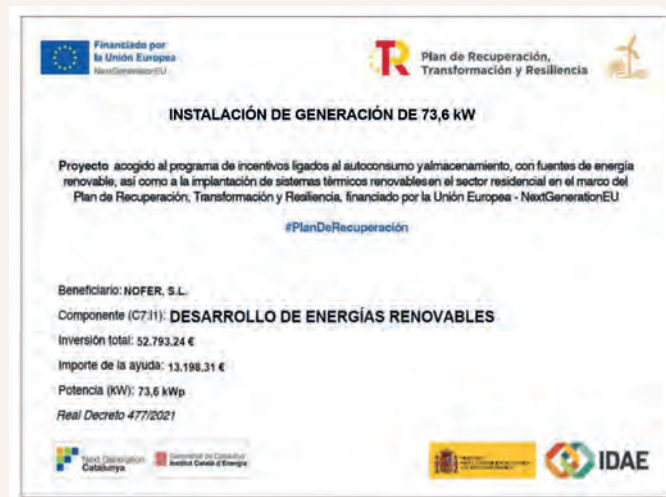 Financiado por
la Unión Europea
NextGenerationEU
Plan de Recuperación,
Transformación y Resiliencia
INSTALACIÓN DE GENERACIÓN DE 73,6 kW
Proyecto acogido al programa de incentivos ligados al autoconsumo yalmacenamiento, con fuentes de energía
renovable, así como a la implantación de sistemas térmicos renovablesen el sector residencial en el marco del
Plan de Recuperación, Transformación y Resiliencia, financiado por la Unión Europea - NextGenerationEU
#PlanDeRecuperación
Beneficiario: NOFER, S.L.
Componente (C7.I1): DESARROLLO DE ENERGÍAS RENOVABLES
Inversión total: 52.793.24 €
Importe de la ayuda: 13.198.31 €
Potencia (kW): 73,6 kWp
Real Decreto 477/2021
Next Generation
Catalunya
Generalitat de Catalunya
Institut Català d'Energia
IDAE